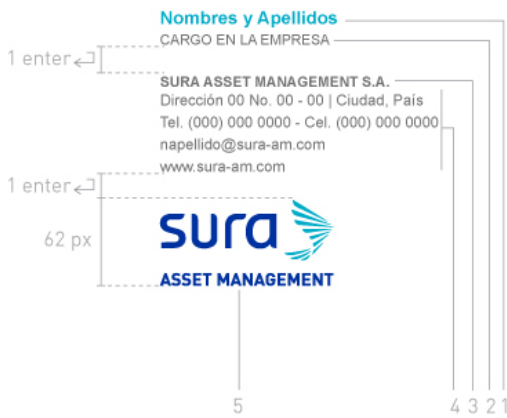 Nombres y Apellidos
CARGO EN LA EMPRESA
1 enter
SURA ASSET MANAGEMENT S.A.
Dirección 00 No. 00 - 00 | Ciudad, País
Tel. (000) 000 0000 - Cel. (000) 000 0000
napellido@sura-am.com
www.sura-am.com
1 enter
62 px
sura
ASSET MANAGEMENT
5 4 3 2 1